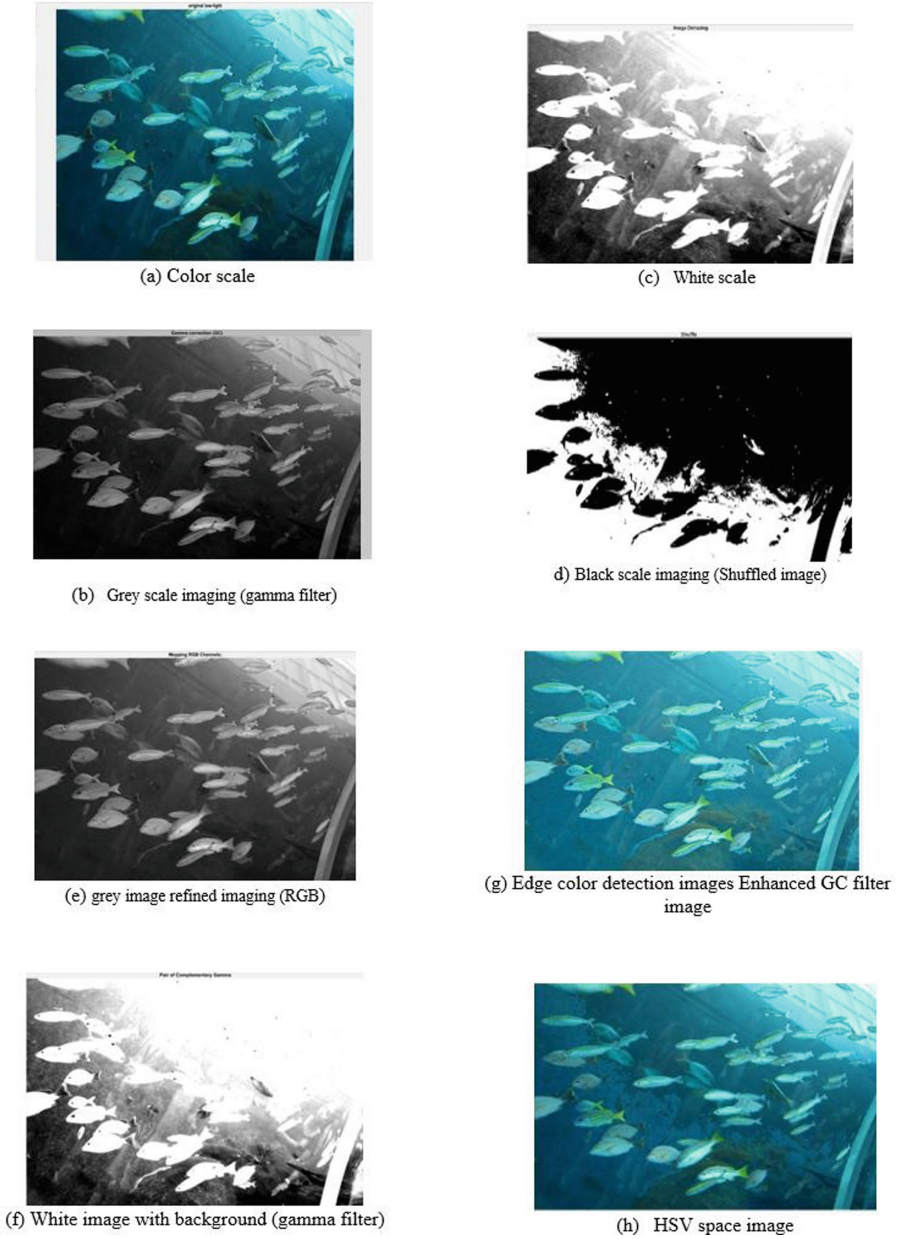 original low-light
(a) Color scale
Image Dehazing
(c) White scale
Gamma correction (GC)
(b) Grey scale imaging (gamma filter)
Shuffle
d) Black scale imaging (Shuffled image)
Mapping RGB Channels
(e) grey image refined imaging (RGB)
(g) Edge color detection images Enhanced GC filter
image
Pair of Complementary Gamma
(f) White image with background (gamma filter)
(h) HSV space image